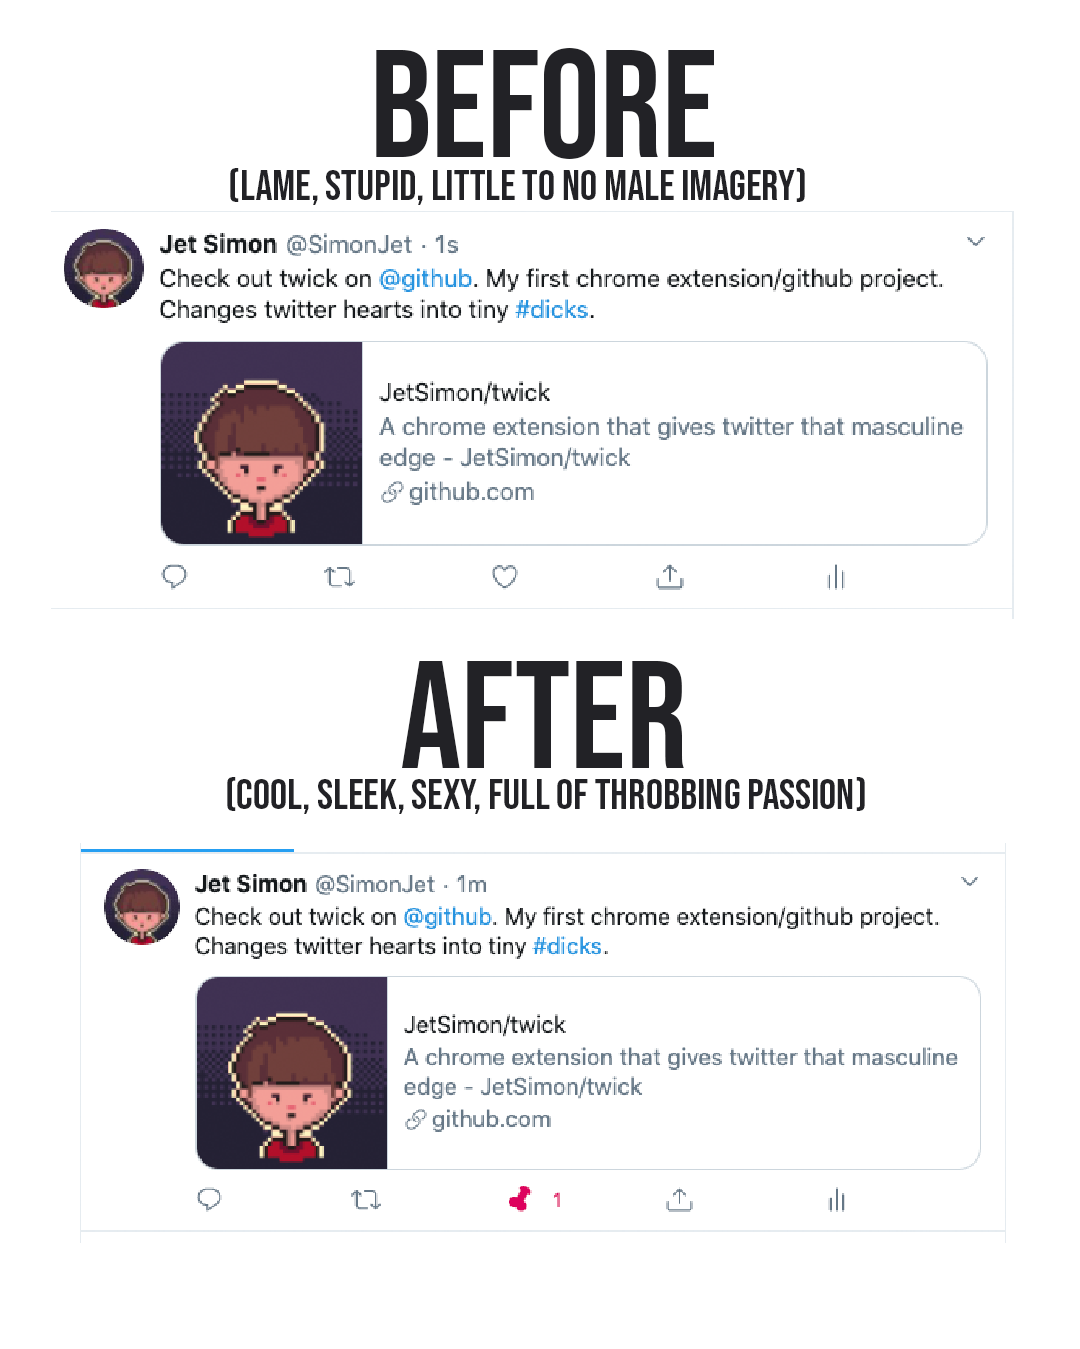 BEFORE
(LAME, STUPID, LITTLE TO NO MALE IMAGERY)
Jet Simon @SimonJet · 1s
Check out twick on @github. My first chrome extension/github project.
Changes twitter hearts into tiny #dicks.
JetSimon/twick
A chrome extension that gives twitter that masculine
edge - JetSimon/twick
github.com
AFTER
(COOL, SLEEK, SEXY, FULL OF THROBBING PASSION)
Jet Simon @SimonJet · 1m
Check out twick on @github. My first chrome extension/github project.
Changes twitter hearts into tiny #dicks.
JetSimon/twick
A chrome extension that gives twitter that masculine
edge - JetSimon/twick
github.com
1